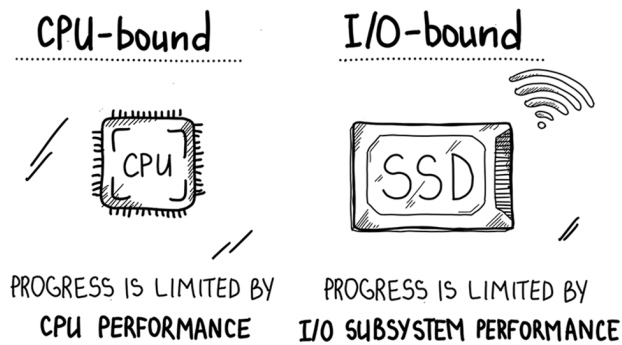 CPU-bound
CPU
PROGRESS IS LIMITED BY
CPU PERFORMANCE
I/O-bound
SSD
PROGRESS IS LIMITED BY
I/O SUBSYSTEM PERFORMANCE